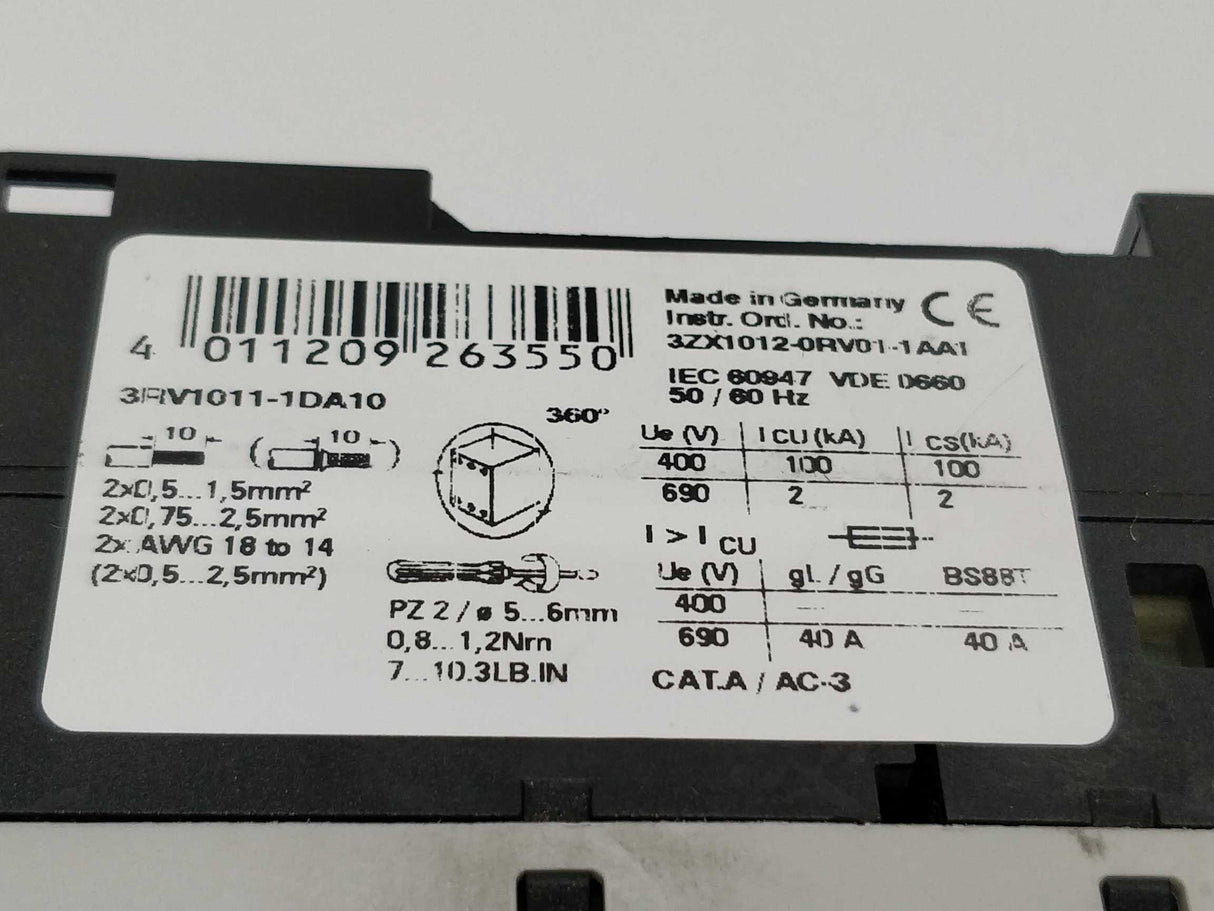 4 011209 263550
3RV1011-1DA10
10 (10)
2x0,5...1,5mm²
2x0,75...2,5mm²
2x AWG 18 to 14
(2x0,5...2,5mm²)
360°
PZ 2 / ø 5...6mm
0,8...1,2Nm
7...10.3LB.IN
Made in Germany CE
Instr. Ord. No.:
3ZX1012-0RV01-1AA1
IEC 60947 VDE 0660
50 / 60 Hz
Ue (V) I CU (kA) I CS(kA)
400 100 100
690 2 2
I > I CU
Ue (V) gL / gG BS88T
400 — —
690 40 A 40 A
CAT.A / AC-3